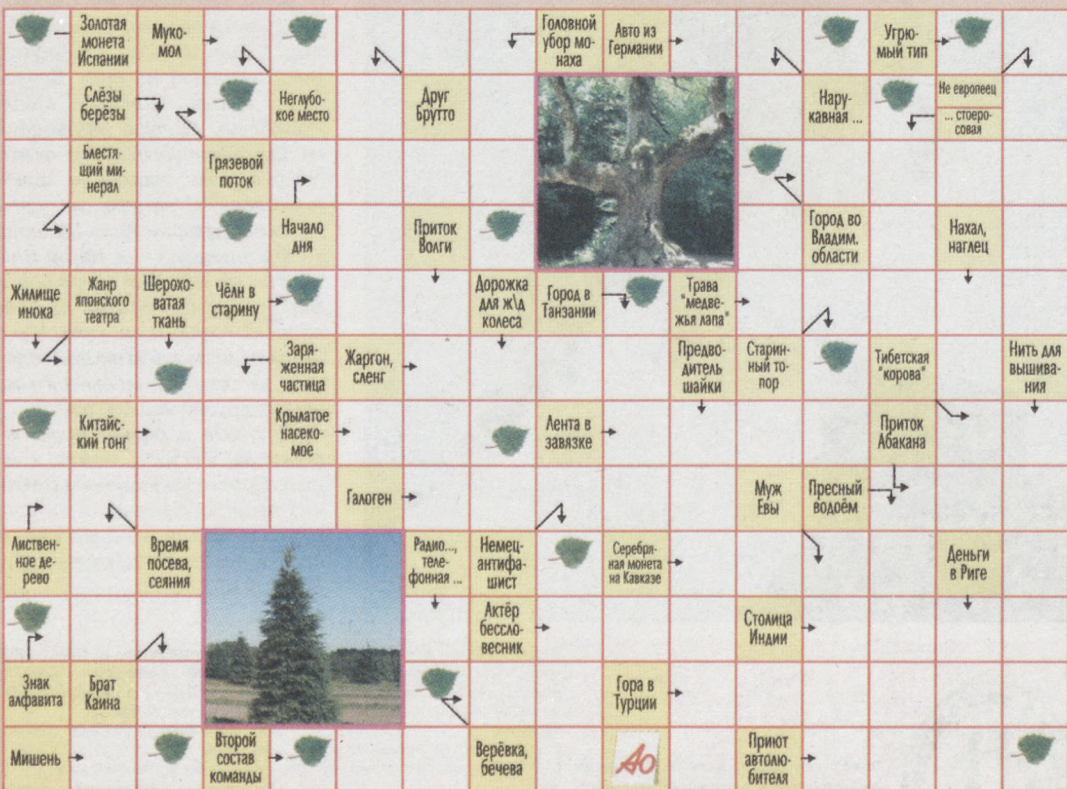 Золотая
монета
Испании
Муко-
мол
Головной
убор мо-
наха
Авто из
Германии
Угрю-
мый тип
Слёзы
берёзы
Неглубо-
кое место
Друг
Брутто
Нару-
кавная ...
Не европеец
... стоеро-
совая
Блестя-
щий ми-
нерал
Грязевой
поток
Начало
дня
Приток
Волги
Город во
Владим.
области
Нахал,
наглец
Жилище
инока
Жанр
японского
театра
Шерохо-
ватая
ткань
Чёлн в
старину
Дорожка
для ж\д
колеса
Город в
Танзании
Трава
"медве-
жья лапа"
Заря-
женная
частица
Жаргон,
сленг
Предво-
дитель
шайки
Старин-
ный то-
пор
Тибетская
"корова"
Нить для
вышива-
ния
Китайс-
кий гонг
Крылатое
насеко-
мое
Лента в
завязке
Приток
Абакана
Галоген
Муж
Евы
Пресный
водоём
Листвен-
ное де-
рево
Время
посева,
сеяния
Радио...,
теле-
фонная ...
Немец-
антифа-
шист
Серебря-
ная монета
на Кавказе
Деньги
в Риге
Актёр
бессло-
весник
Столица
Индии
Знак
алфавита
Брат
Каина
Гора в
Турции
Мишень
Второй
состав
команды
Верёвка,
бечева
АО
Приют
автолю-
бителя